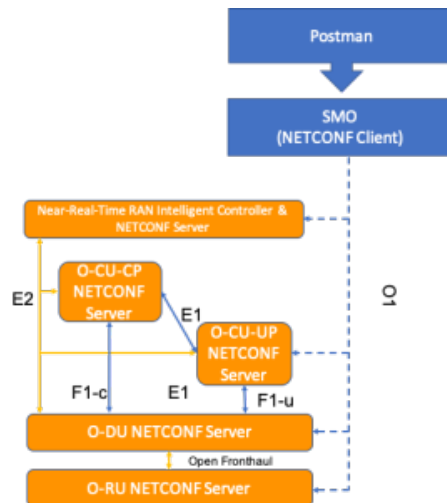 Postman
SMO
(NETCONF Client)
Near-Real-Time RAN Intelligent Controller &
NETCONF Server
O-CU-CP
NETCONF
Server
E2
E1
O1
O-CU-UP
NETCONF
Server
F1-c
E1
F1-u
O-DU NETCONF Server
Open Fronthaul
O-RU NETCONF Server